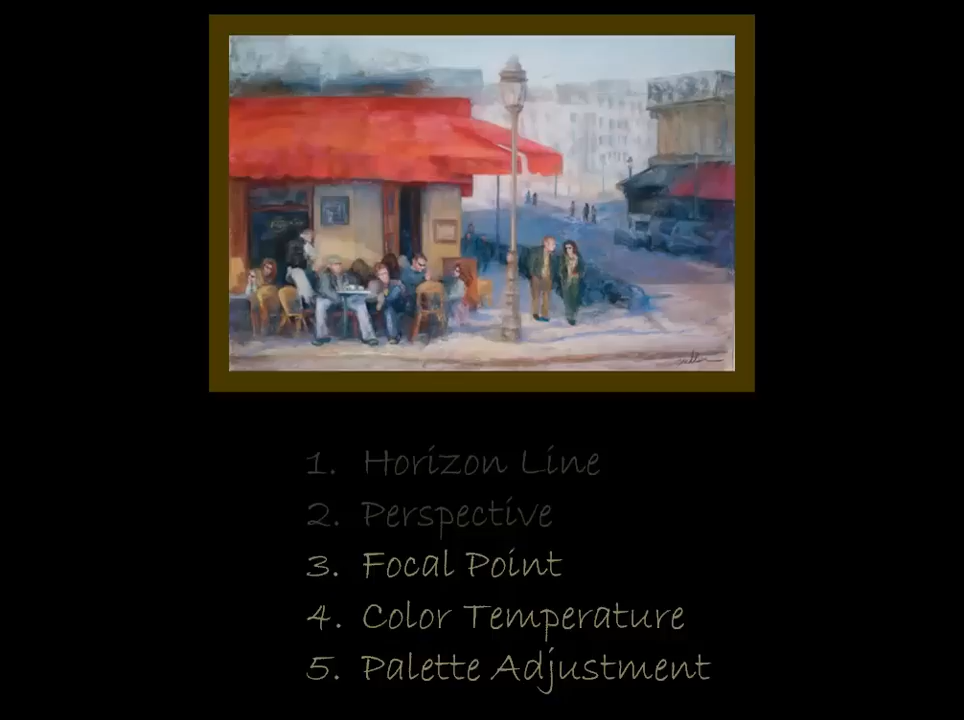 1. Horizon Line
2. Perspective
3. Focal Point
4. Color Temperature
5. Palette Adjustment